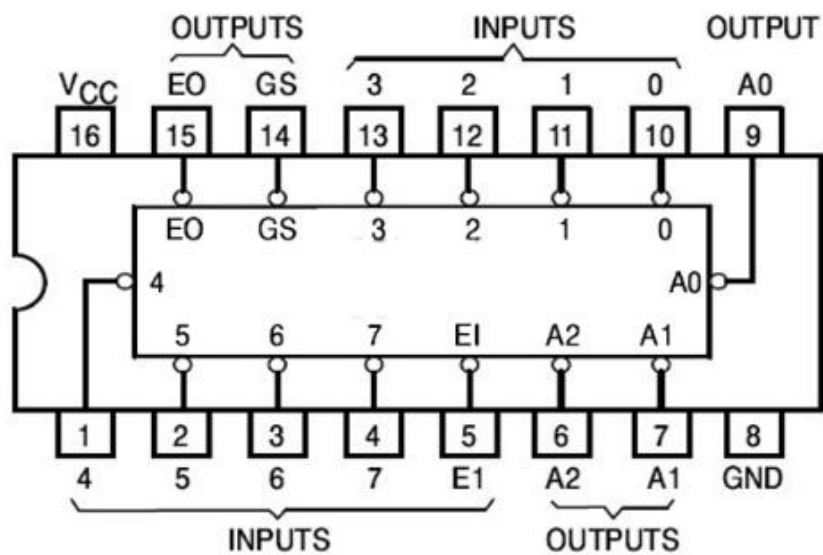 OUTPUTS INPUTS OUTPUT
VCC EO GS 3 2 1 0 A0
16 15 14 13 12 11 10 9
EO GS 3 2 1 0
4 A0
5 6 7 EI A2 A1
1 2 3 4 5 6 7 8
4 5 6 7 E1 A2 A1 GND
INPUTS OUTPUTS